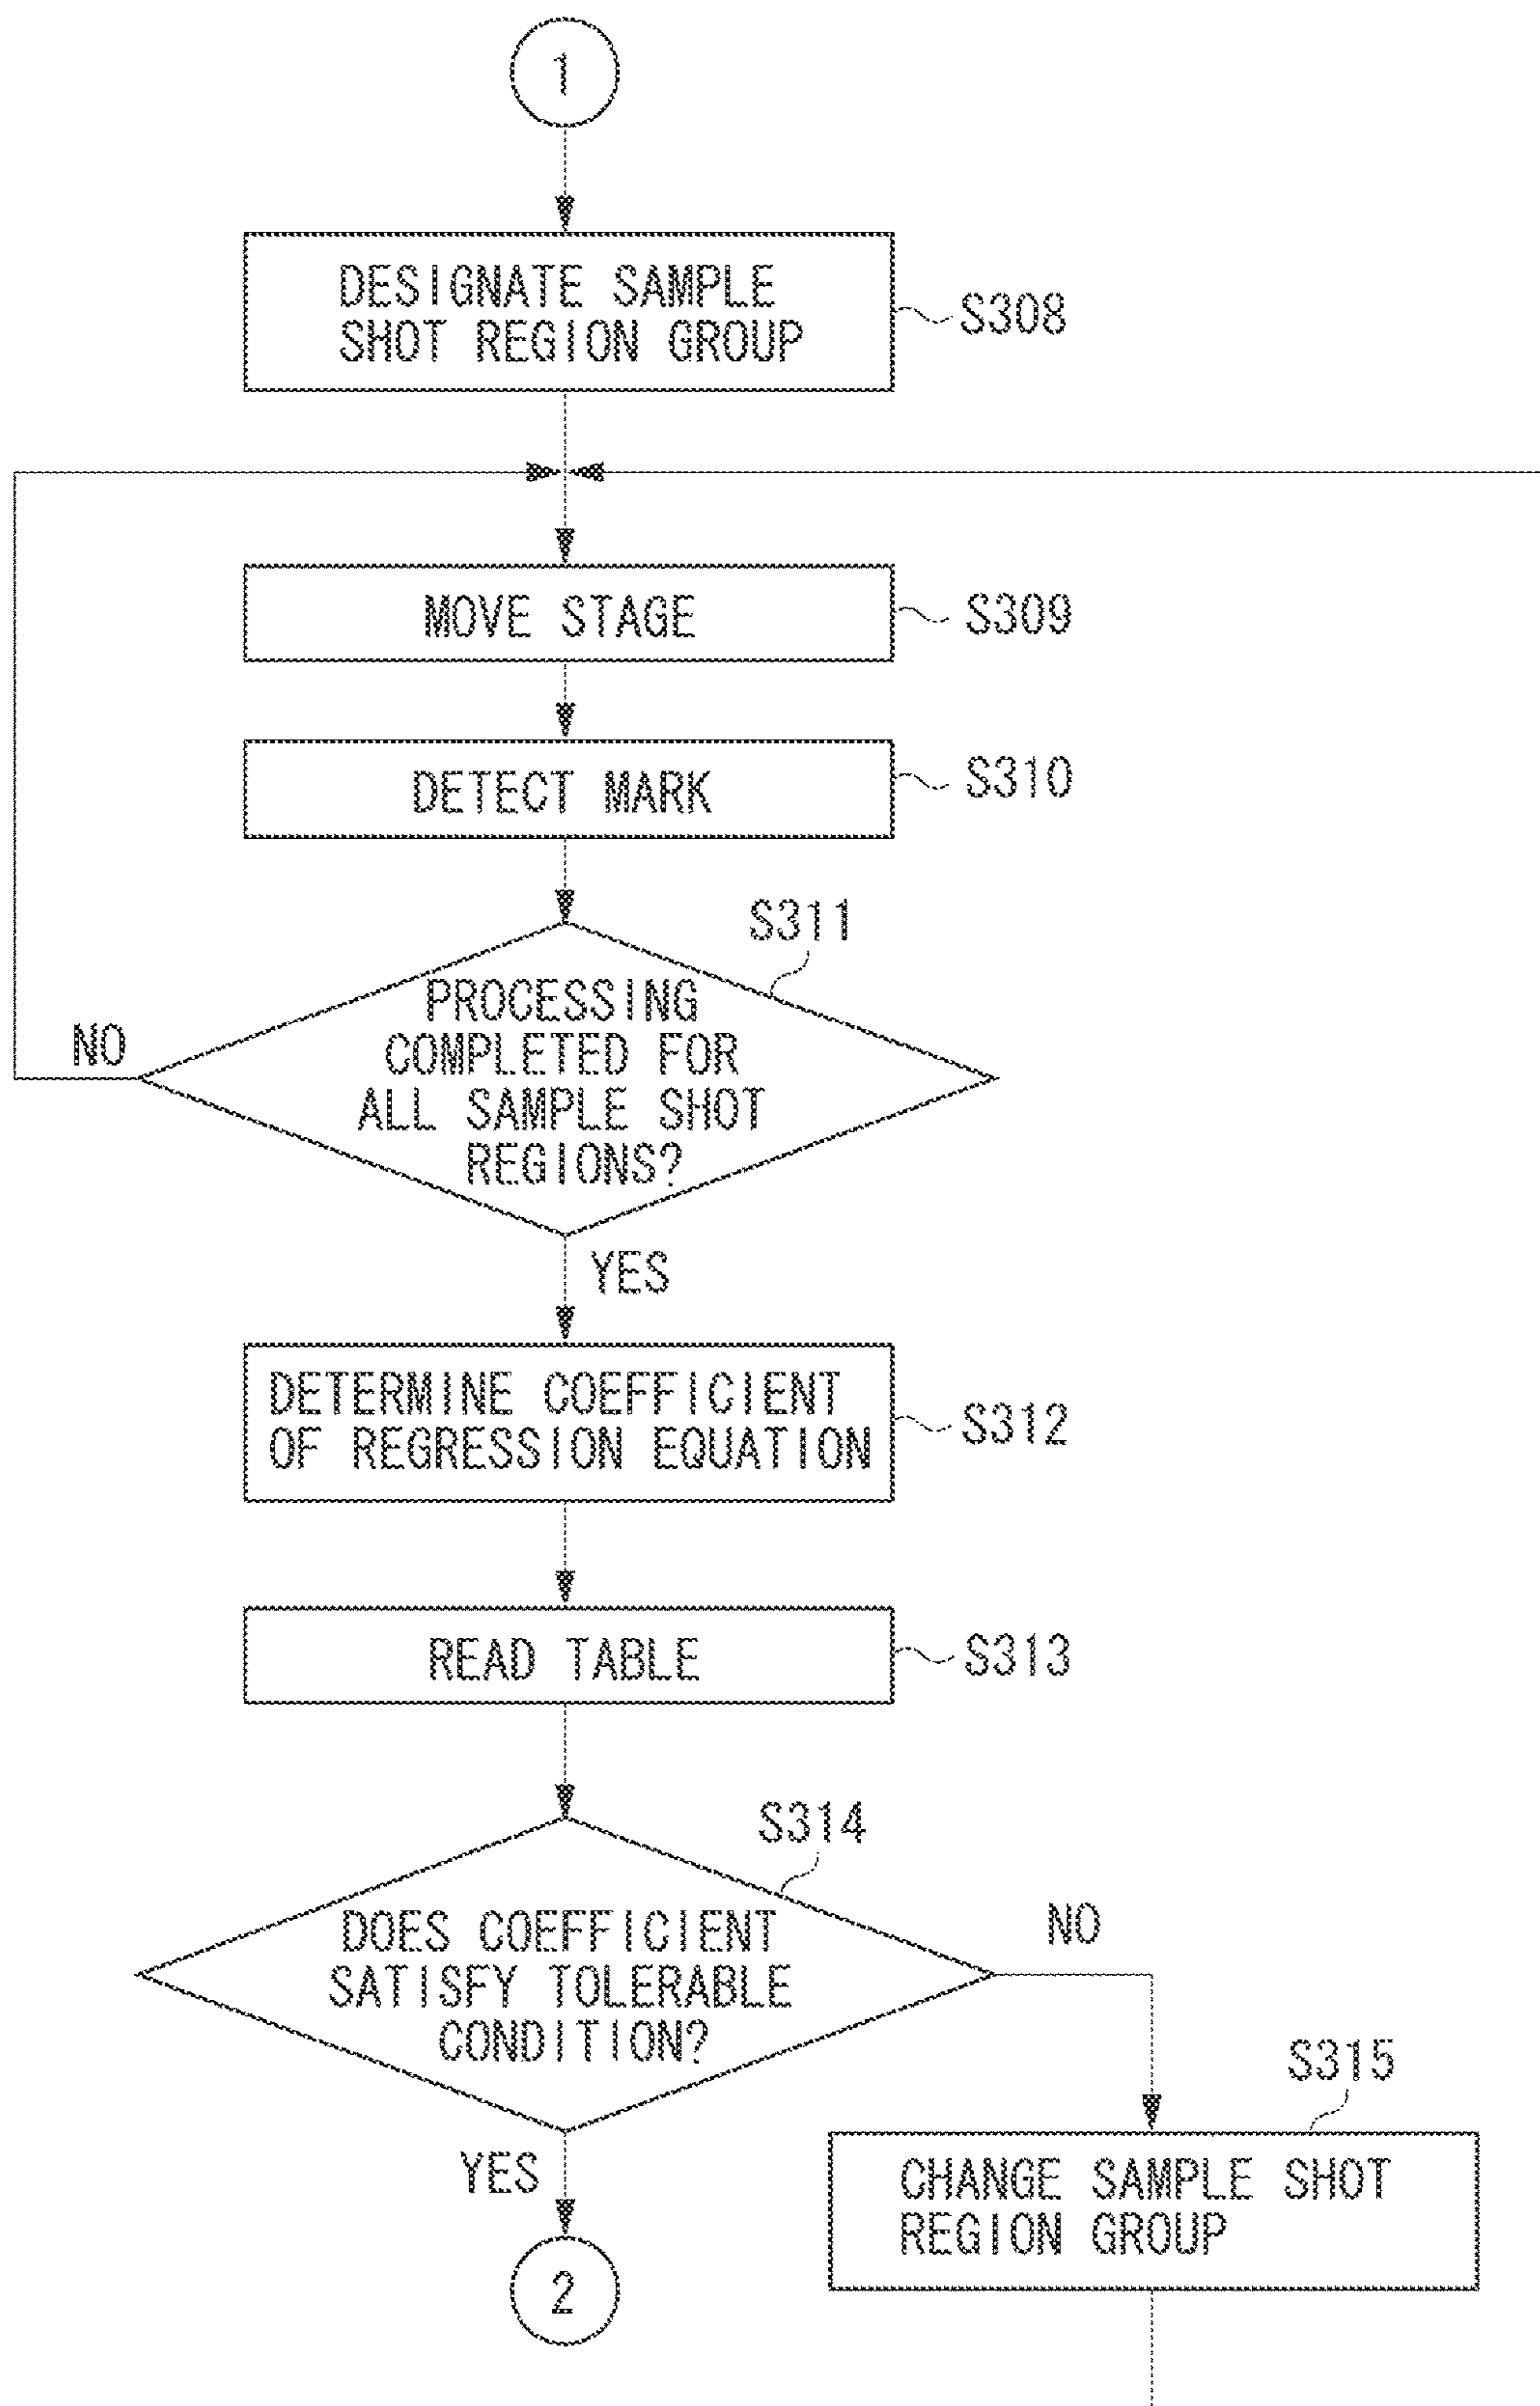 1
DESIGNATE SAMPLE
SHOT REGION GROUP
S308
MOVE STAGE
S309
DETECT MARK
S310
S311
PROCESSING
COMPLETED FOR
ALL SAMPLE SHOT
REGIONS?
NO
YES
DETERMINE COEFFICIENT
OF REGRESSION EQUATION
S312
READ TABLE
S313
S314
DOES COEFFICIENT
SATISFY TOLERABLE
CONDITION?
NO
S315
YES
CHANGE SAMPLE SHOT
REGION GROUP
2